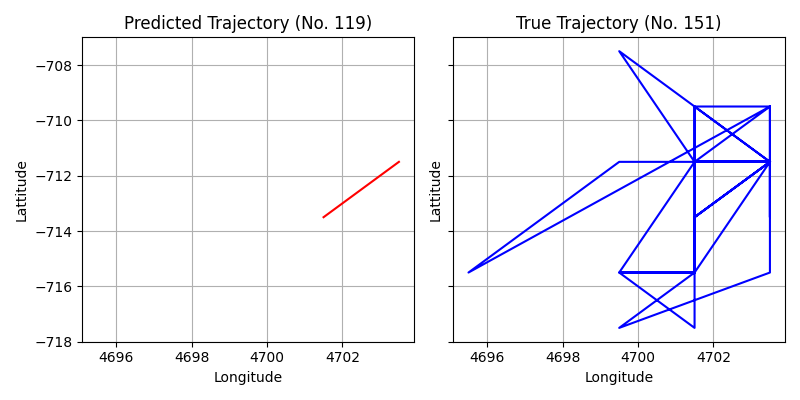 Predicted Trajectory (No. 119)
−708
−710
−712
−714
−716
−718
Lattitude
4696 4698 4700 4702
Longitude
True Trajectory (No. 151)
Lattitude
4696 4698 4700 4702
Longitude